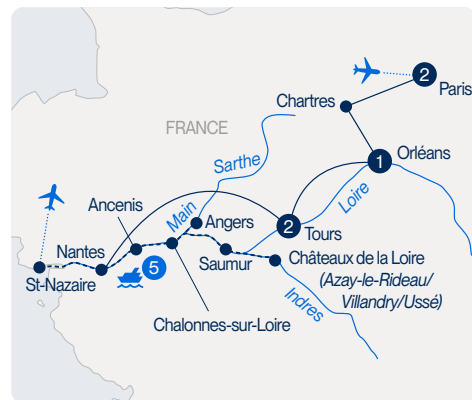 2
Paris
Chartres
FRANCE
1
Orléans
Sarthe
Loire
Ancenis
Main
Angers
2
Tours
Nantes
5
Saumur
Châteaux de la Loire
(Azay-le-Rideau/
Villandry/Ussé)
St-Nazaire
Indres
Chalonnes-sur-Loire